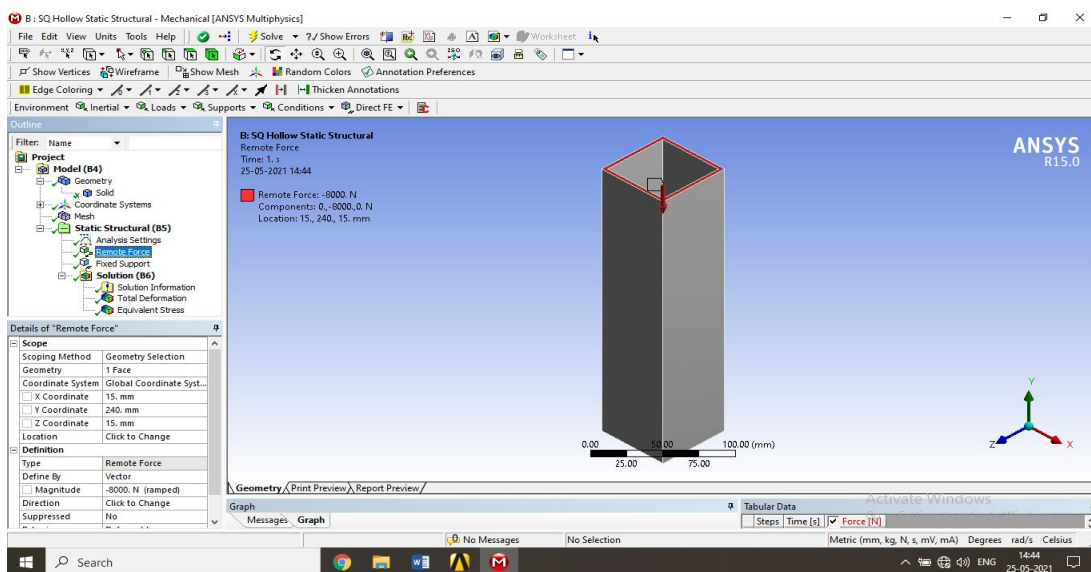 B : SQ Hollow Static Structural - Mechanical [ANSYS Multiphysics]
File Edit View Units Tools Help Solve ?/ Show Errors Worksheet
Show Vertices Wireframe Show Mesh Random Colors Annotation Preferences
Edge Coloring Thicken Annotations
Environment Inertial Loads Supports Conditions Direct FE
Outline
Filter: Name
Project
Model (B4)
Geometry
Solid
Coordinate Systems
Mesh
Static Structural (B5)
Analysis Settings
Remote Force
Fixed Support
Solution (B6)
Solution Information
Total Deformation
Equivalent Stress
Details of "Remote Force"
Scope
Scoping Method Geometry Selection
Geometry 1 Face
Coordinate System Global Coordinate Syst...
X Coordinate 15. mm
Y Coordinate 240. mm
Z Coordinate 15. mm
Location Click to Change
Definition
Type Remote Force
Define By Vector
Magnitude -8000. N (ramped)
Direction Click to Change
Suppressed No
B: SQ Hollow Static Structural
Remote Force
Time: 1. s
25-05-2021 14:44
Remote Force: -8000. N
Components: 0.,-8000.,0. N
Location: 15., 240., 15. mm
ANSYS
R15.0
0.00 50.00 100.00 (mm)
25.00 75.00
Y
Z X
Geometry Print Preview Report Preview
Graph
Messages Graph
Tabular Data
Steps Time [s] Force [N]
Activate Windows
No Messages No Selection Metric (mm, kg, N, s, mV, mA) Degrees rad/s Celsius
Search
ENG 14:44
25-05-2021